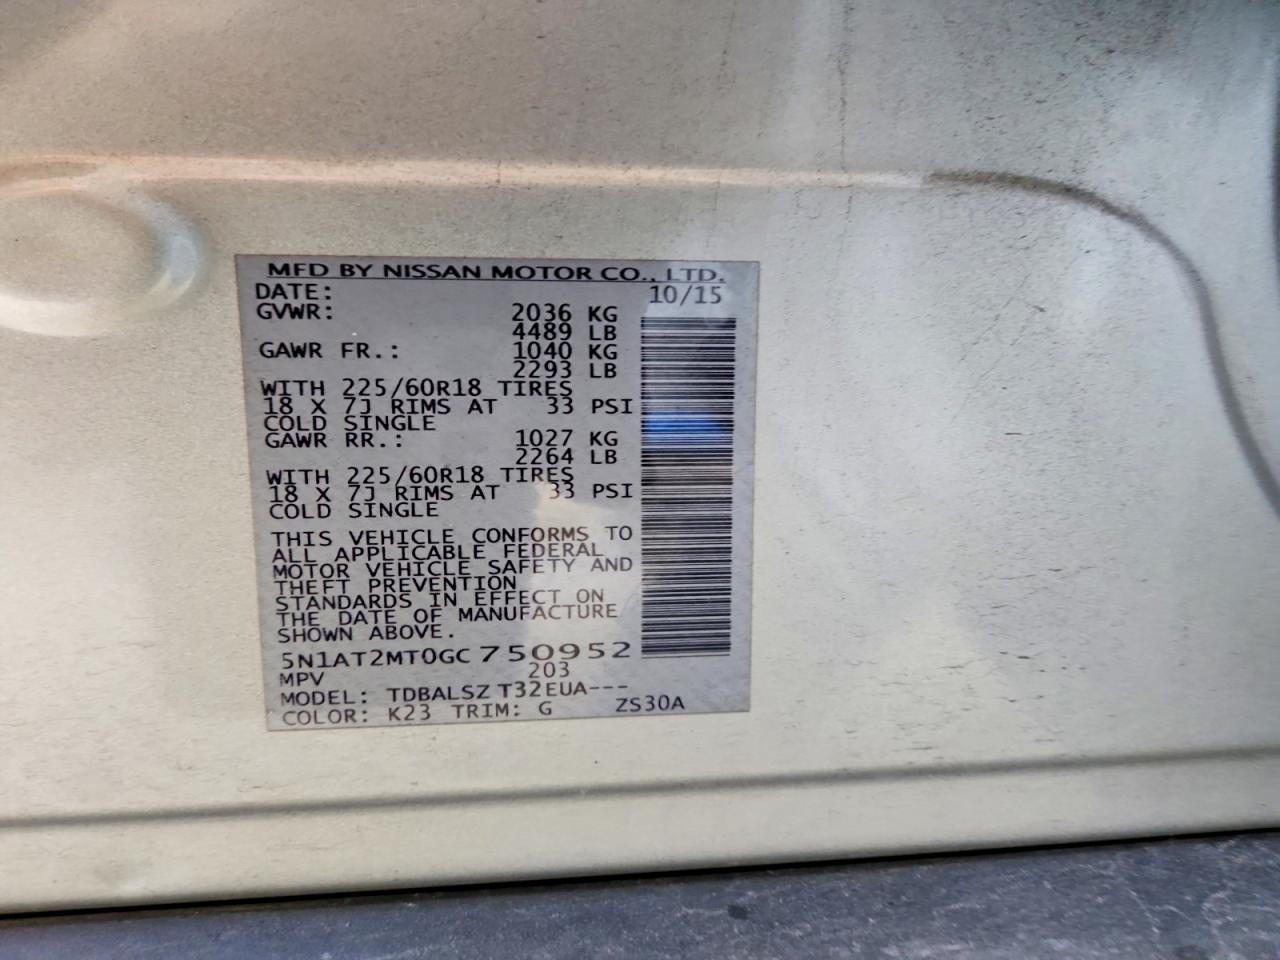 MFD BY NISSAN MOTOR CO., LTD.
DATE: 10/15
GVWR: 2036 KG
4489 LB
GAWR FR.: 1040 KG
2293 LB
WITH 225/60R18 TIRES
18 X 7J RIMS AT 33 PSI
COLD SINGLE
GAWR RR.: 1027 KG
2264 LB
WITH 225/60R18 TIRES
18 X 7J RIMS AT 33 PSI
COLD SINGLE
THIS VEHICLE CONFORMS TO
ALL APPLICABLE FEDERAL
MOTOR VEHICLE SAFETY AND
THEFT PREVENTION
STANDARDS IN EFFECT ON
THE DATE OF MANUFACTURE
SHOWN ABOVE.
5N1AT2MT0GC750952
MPV 203
MODEL: TDBALSZ T32EUA---
COLOR: K23 TRIM: G ZS30A